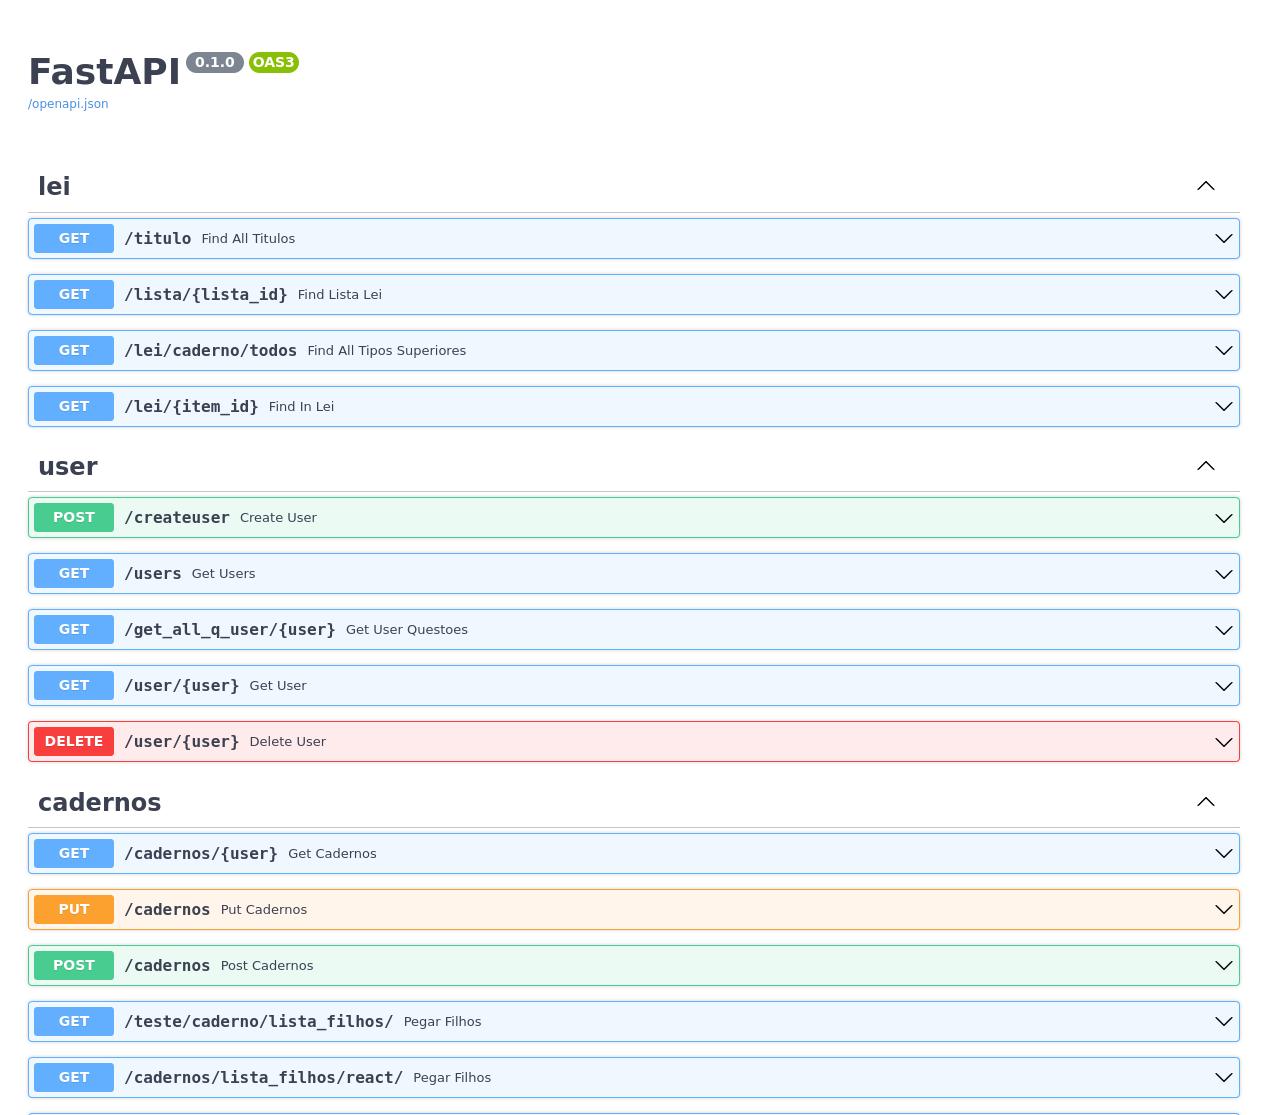 FastAPI 0.1.0 OAS3
/openapi.json
lei
GET /titulo Find All Titulos
GET /lista/{lista_id} Find Lista Lei
GET /lei/caderno/todos Find All Tipos Superiores
GET /lei/{item_id} Find In Lei
user
POST /createuser Create User
GET /users Get Users
GET /get_all_q_user/{user} Get User Questoes
GET /user/{user} Get User
DELETE /user/{user} Delete User
cadernos
GET /cadernos/{user} Get Cadernos
PUT /cadernos Put Cadernos
POST /cadernos Post Cadernos
GET /teste/caderno/lista_filhos/ Pegar Filhos
GET /cadernos/lista_filhos/react/ Pegar Filhos